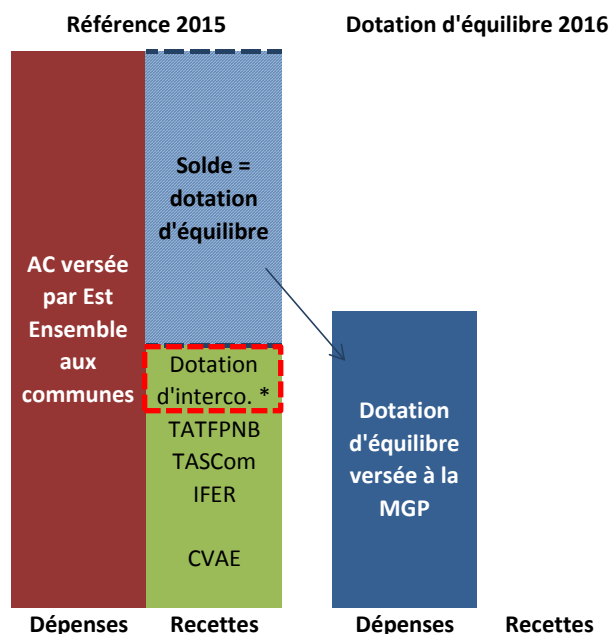 Référence 2015
Dotation d'équilibre 2016
AC versée
par Est
Ensemble
aux
communes
Solde =
dotation
d'équilibre
Dotation
d'interco. *
TATFPNB
TASCom
IFER
CVAE
Dotation
d'équilibre
versée à la
MGP
Dépenses
Recettes
Dépenses
Recettes